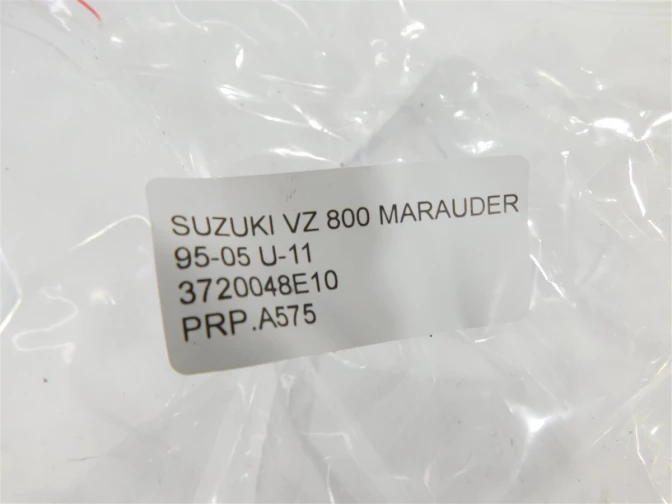 SUZUKI VZ 800 MARAUDER
95-05 U-11
3720048E10
PRP.A575